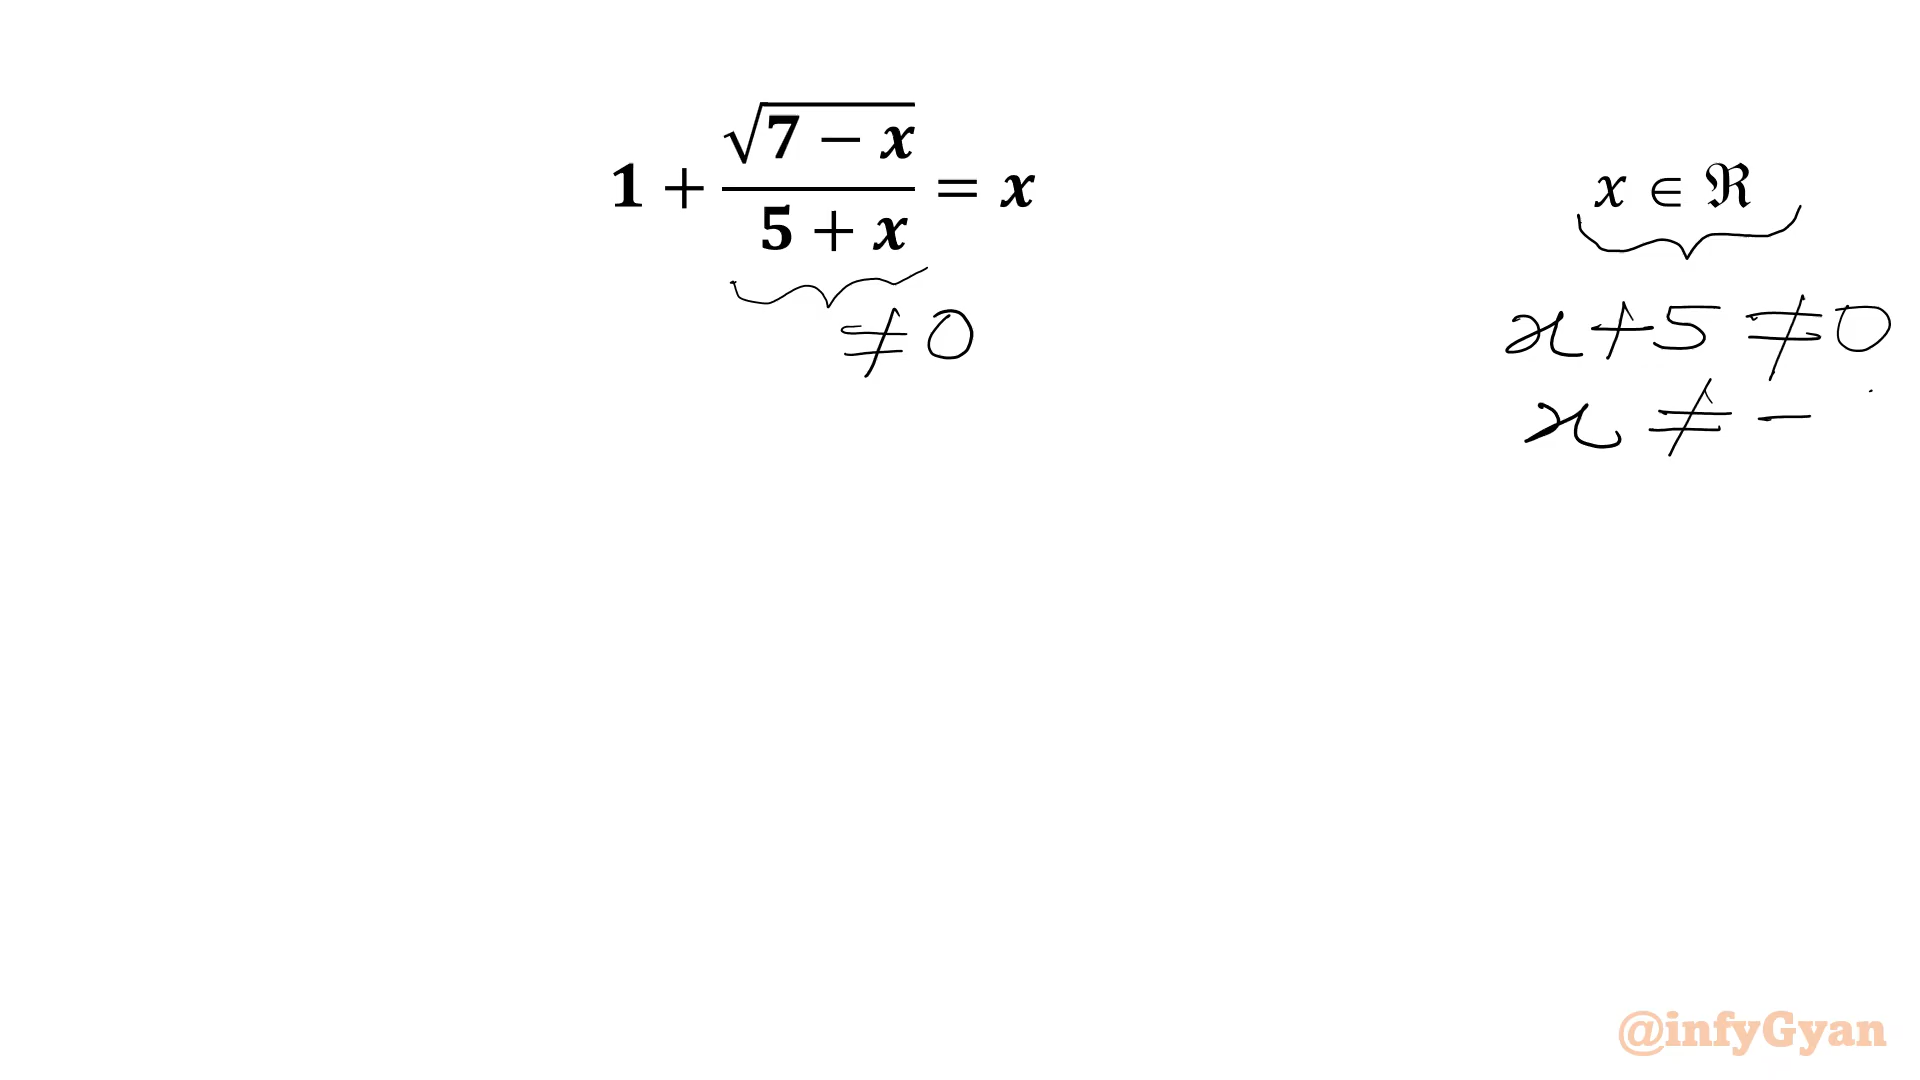 1 + √(7 − x) / (5 + x) = x
x ∈ ℜ
≠ 0
x + 5 ≠ 0
x ≠ −
@infyGyan